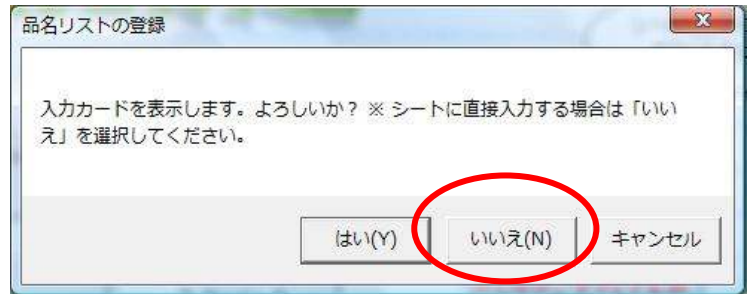 品名リストの登録
入力カードを表示します。よろしいか？ ※ シートに直接入力する場合は「いい
え」を選択してください。
はい(Y) いいえ(N) キャンセル